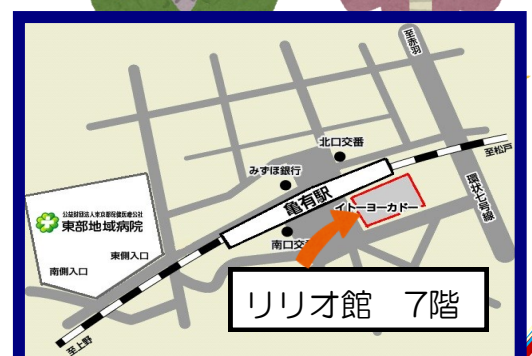 至赤羽
北口交番
至松戸
みずほ銀行
環状七号線
亀有駅
イトーヨーカドー
公益財団法人東京都保健医療公社
東部地域病院
東側入口
南側入口
南口交
リリオ館 7階
至上野